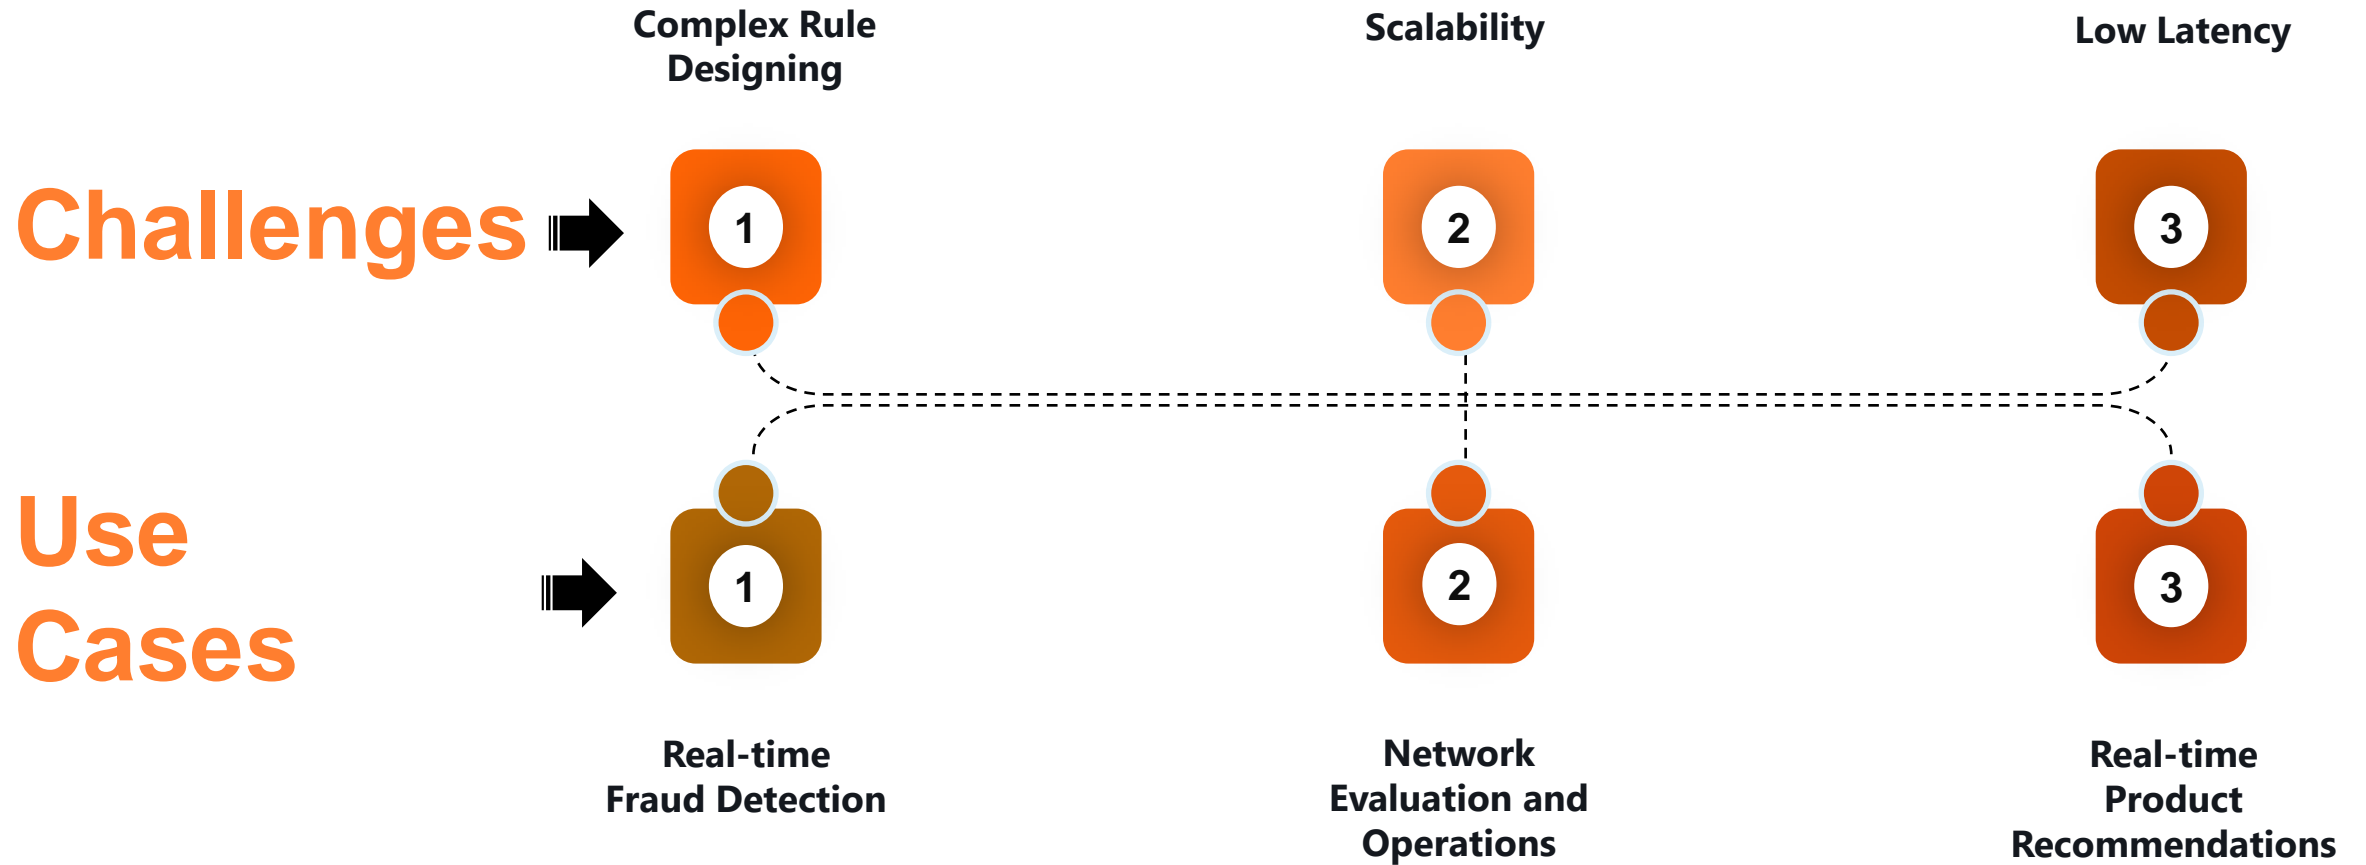 Complex Rule
Designing
Scalability
Low Latency
Challenges
1
2
3
Use
Cases
1
2
3
Real-time
Fraud Detection
Network
Evaluation and
Operations
Real-time
Product
Recommendations